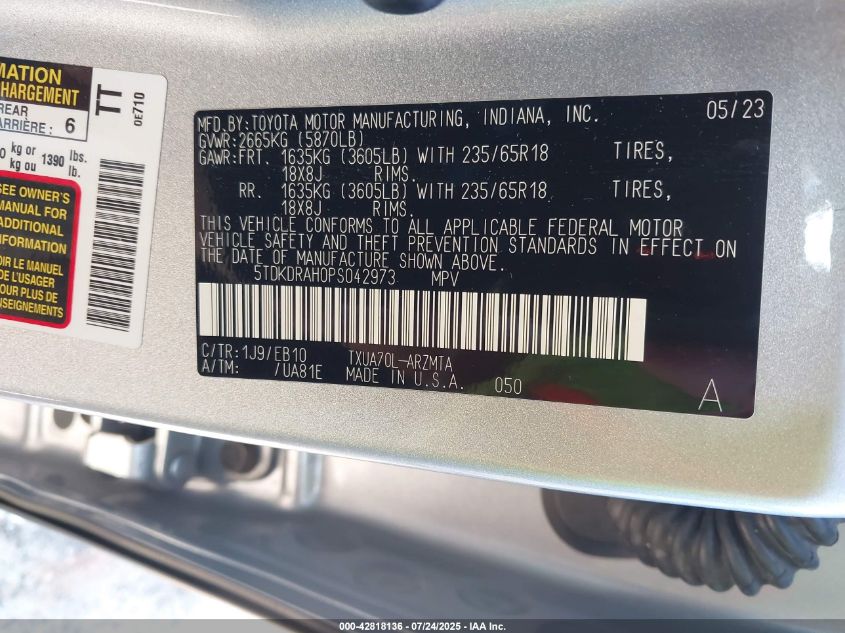 MATION
CHARGEMENT
REAR
ARRIÈRE: 6
kg or 1390 lbs.
kg ou lb.
SEE OWNER'S
MANUAL FOR
ADDITIONAL
INFORMATION
OIR LE MANUEL
DE L'USAGER
POUR PLUS DE
ENSEIGNEMENTS
TT
0E710
MFD.BY:TOYOTA MOTOR MANUFACTURING, INDIANA, INC. 05/23
GVWR:2665KG (5870LB)
GAWR:FRT. 1635KG (3605LB) WITH 235/65R18 TIRES,
18X8J RIMS.
RR. 1635KG (3605LB) WITH 235/65R18 TIRES,
18X8J RIMS.
THIS VEHICLE CONFORMS TO ALL APPLICABLE FEDERAL MOTOR
VEHICLE SAFETY AND THEFT PREVENTION STANDARDS IN EFFECT ON
THE DATE OF MANUFACTURE SHOWN ABOVE.
5TDKDRAH0PS042973 MPV
C/TR:1J9/EB10 TXUA70L-ARZMTA
A/TM: /UA81E MADE IN U.S.A. 050
A
000-42818136 - 07/24/2025 - IAA Inc.